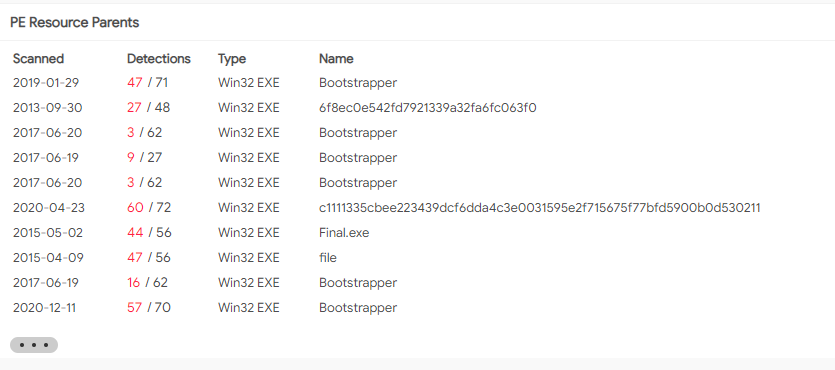 PE Resource Parents
Scanned Detections Type Name
2019-01-29 47 / 71 Win32 EXE Bootstrapper
2013-09-30 27 / 48 Win32 EXE 6f8ec0e542fd7921339a32fa6fc063f0
2017-06-20 3 / 62 Win32 EXE Bootstrapper
2017-06-19 9 / 27 Win32 EXE Bootstrapper
2017-06-20 3 / 62 Win32 EXE Bootstrapper
2020-04-23 60 / 72 Win32 EXE c1111335cbee223439dcf6dda4c3e0031595e2f715675f77bfd5900b0d530211
2015-05-02 44 / 56 Win32 EXE Final.exe
2015-04-09 47 / 56 Win32 EXE file
2017-06-19 16 / 62 Win32 EXE Bootstrapper
2020-12-11 57 / 70 Win32 EXE Bootstrapper